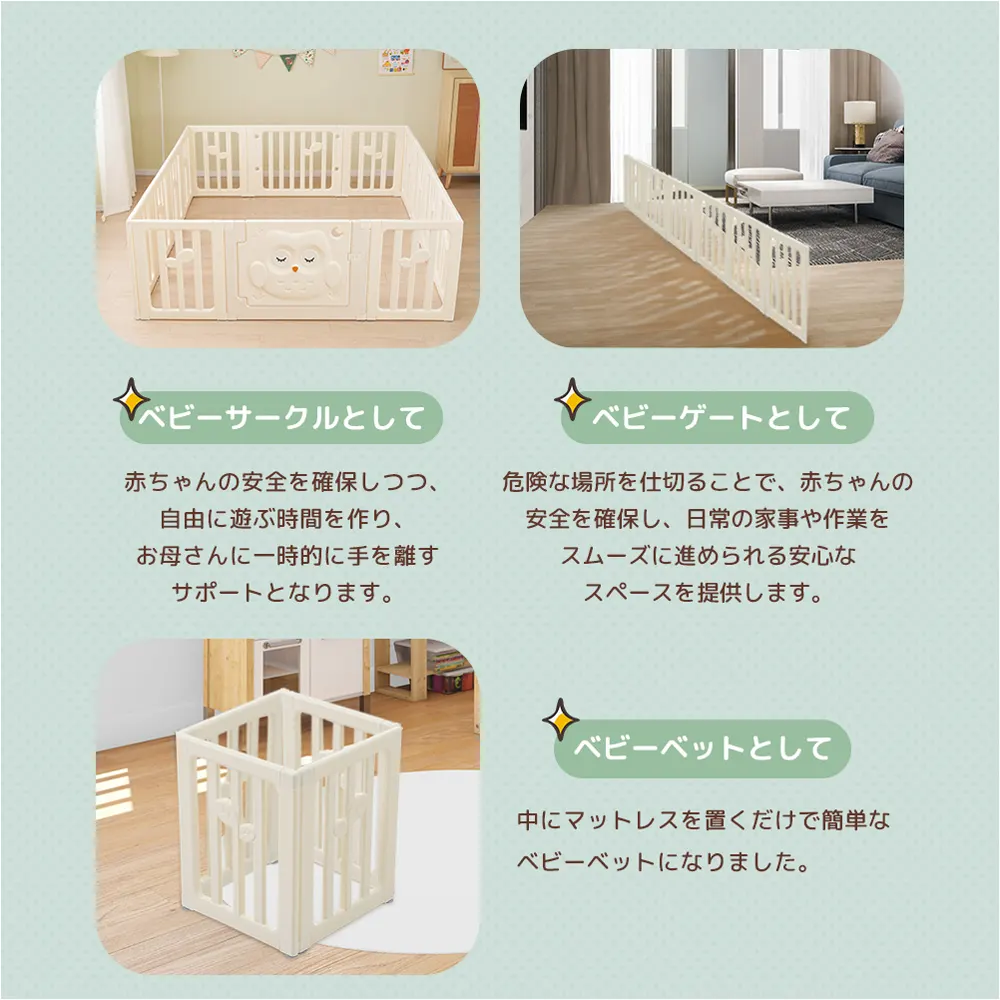 ベビーサークルとして
赤ちゃんの安全を確保しつつ、
自由に遊ぶ時間を作り、
お母さんに一時的に手を離す
サポートとなります。
ベビーゲートとして
危険な場所を仕切ることで、赤ちゃんの
安全を確保し、日常の家事や作業を
スムーズに進められる安心な
スペースを提供します。
ベビーベットとして
中にマットレスを置くだけで簡単な
ベビーベットになりました。